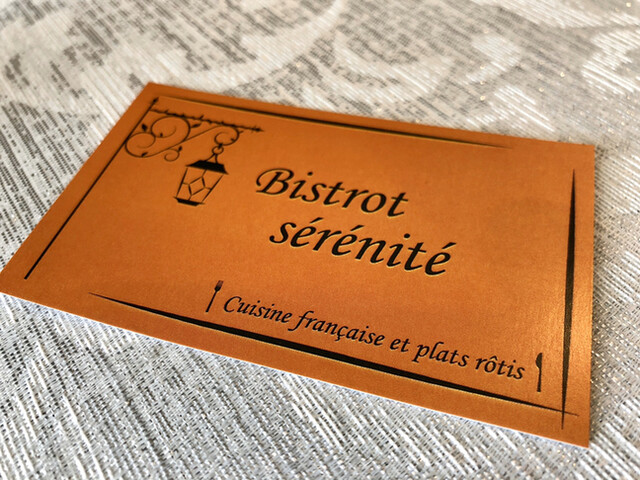 Bistrot
sérénité
Cuisine française et plats rôtis